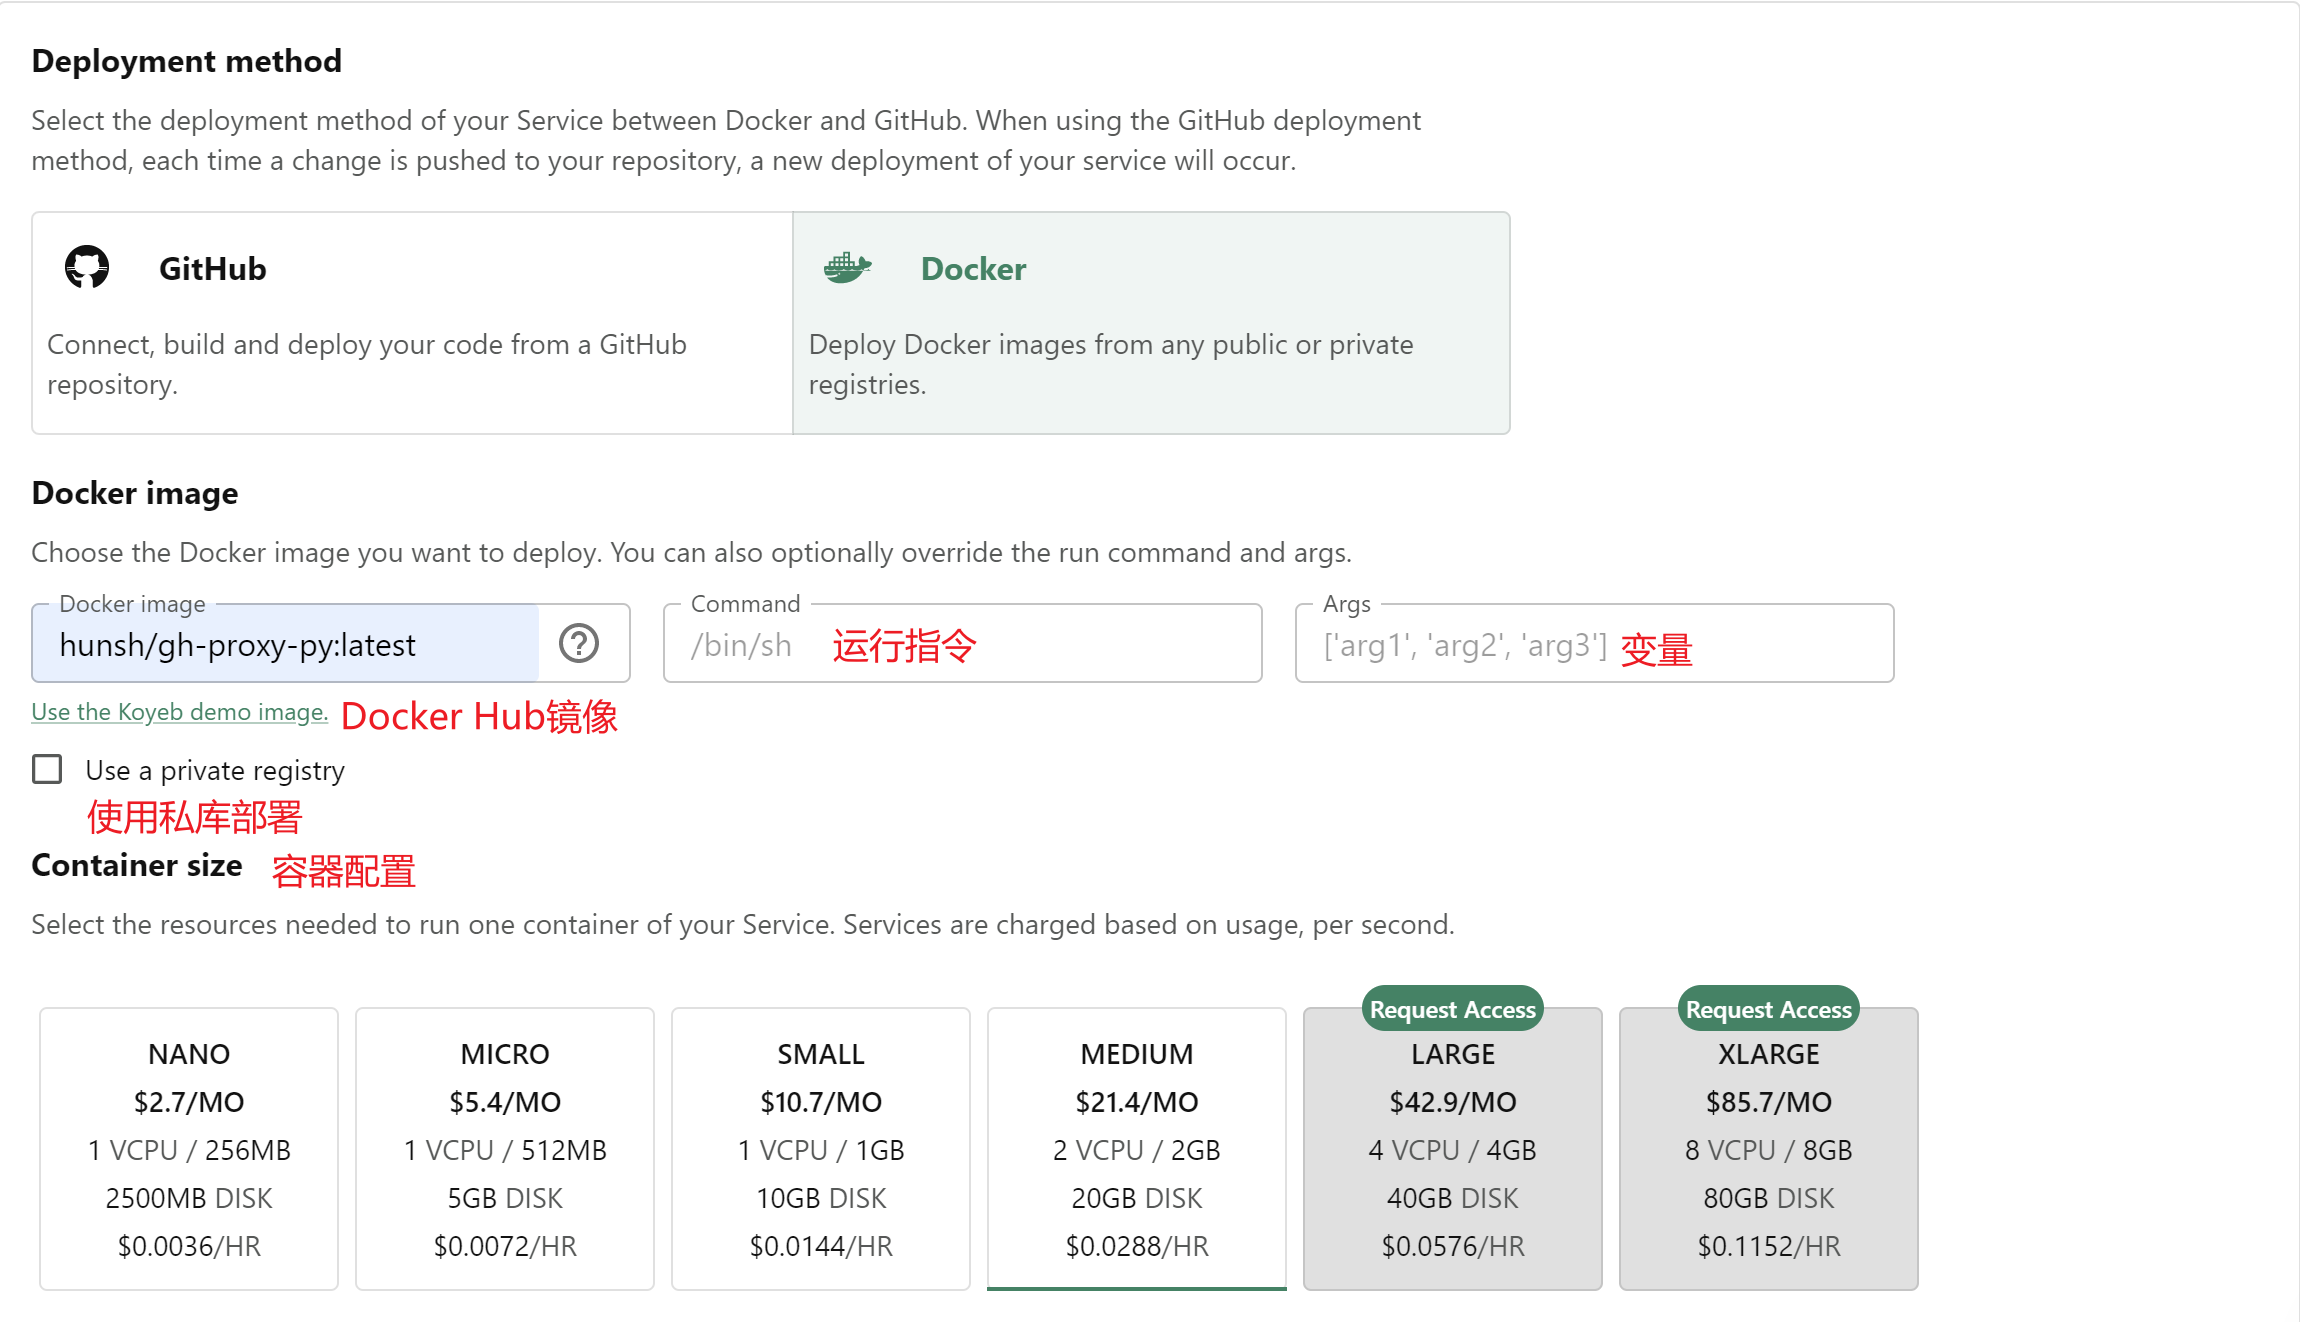 Deployment method
Select the deployment method of your Service between Docker and GitHub. When using the GitHub deployment
method, each time a change is pushed to your repository, a new deployment of your service will occur.
GitHub
Connect, build and deploy your code from a GitHub
repository.
Docker
Deploy Docker images from any public or private
registries.
Docker image
Choose the Docker image you want to deploy. You can also optionally override the run command and args.
Docker image
hunsh/gh-proxy-py:latest
Command
/bin/sh 运行指令
Args
['arg1', 'arg2', 'arg3'] 变量
Use the Koyeb demo image. Docker Hub镜像
Use a private registry
使用私库部署
Container size 容器配置
Select the resources needed to run one container of your Service. Services are charged based on usage, per second.
NANO
$2.7/MO
1 VCPU / 256MB
2500MB DISK
$0.0036/HR
MICRO
$5.4/MO
1 VCPU / 512MB
5GB DISK
$0.0072/HR
SMALL
$10.7/MO
1 VCPU / 1GB
10GB DISK
$0.0144/HR
MEDIUM
$21.4/MO
2 VCPU / 2GB
20GB DISK
$0.0288/HR
Request Access
LARGE
$42.9/MO
4 VCPU / 4GB
40GB DISK
$0.0576/HR
Request Access
XLARGE
$85.7/MO
8 VCPU / 8GB
80GB DISK
$0.1152/HR